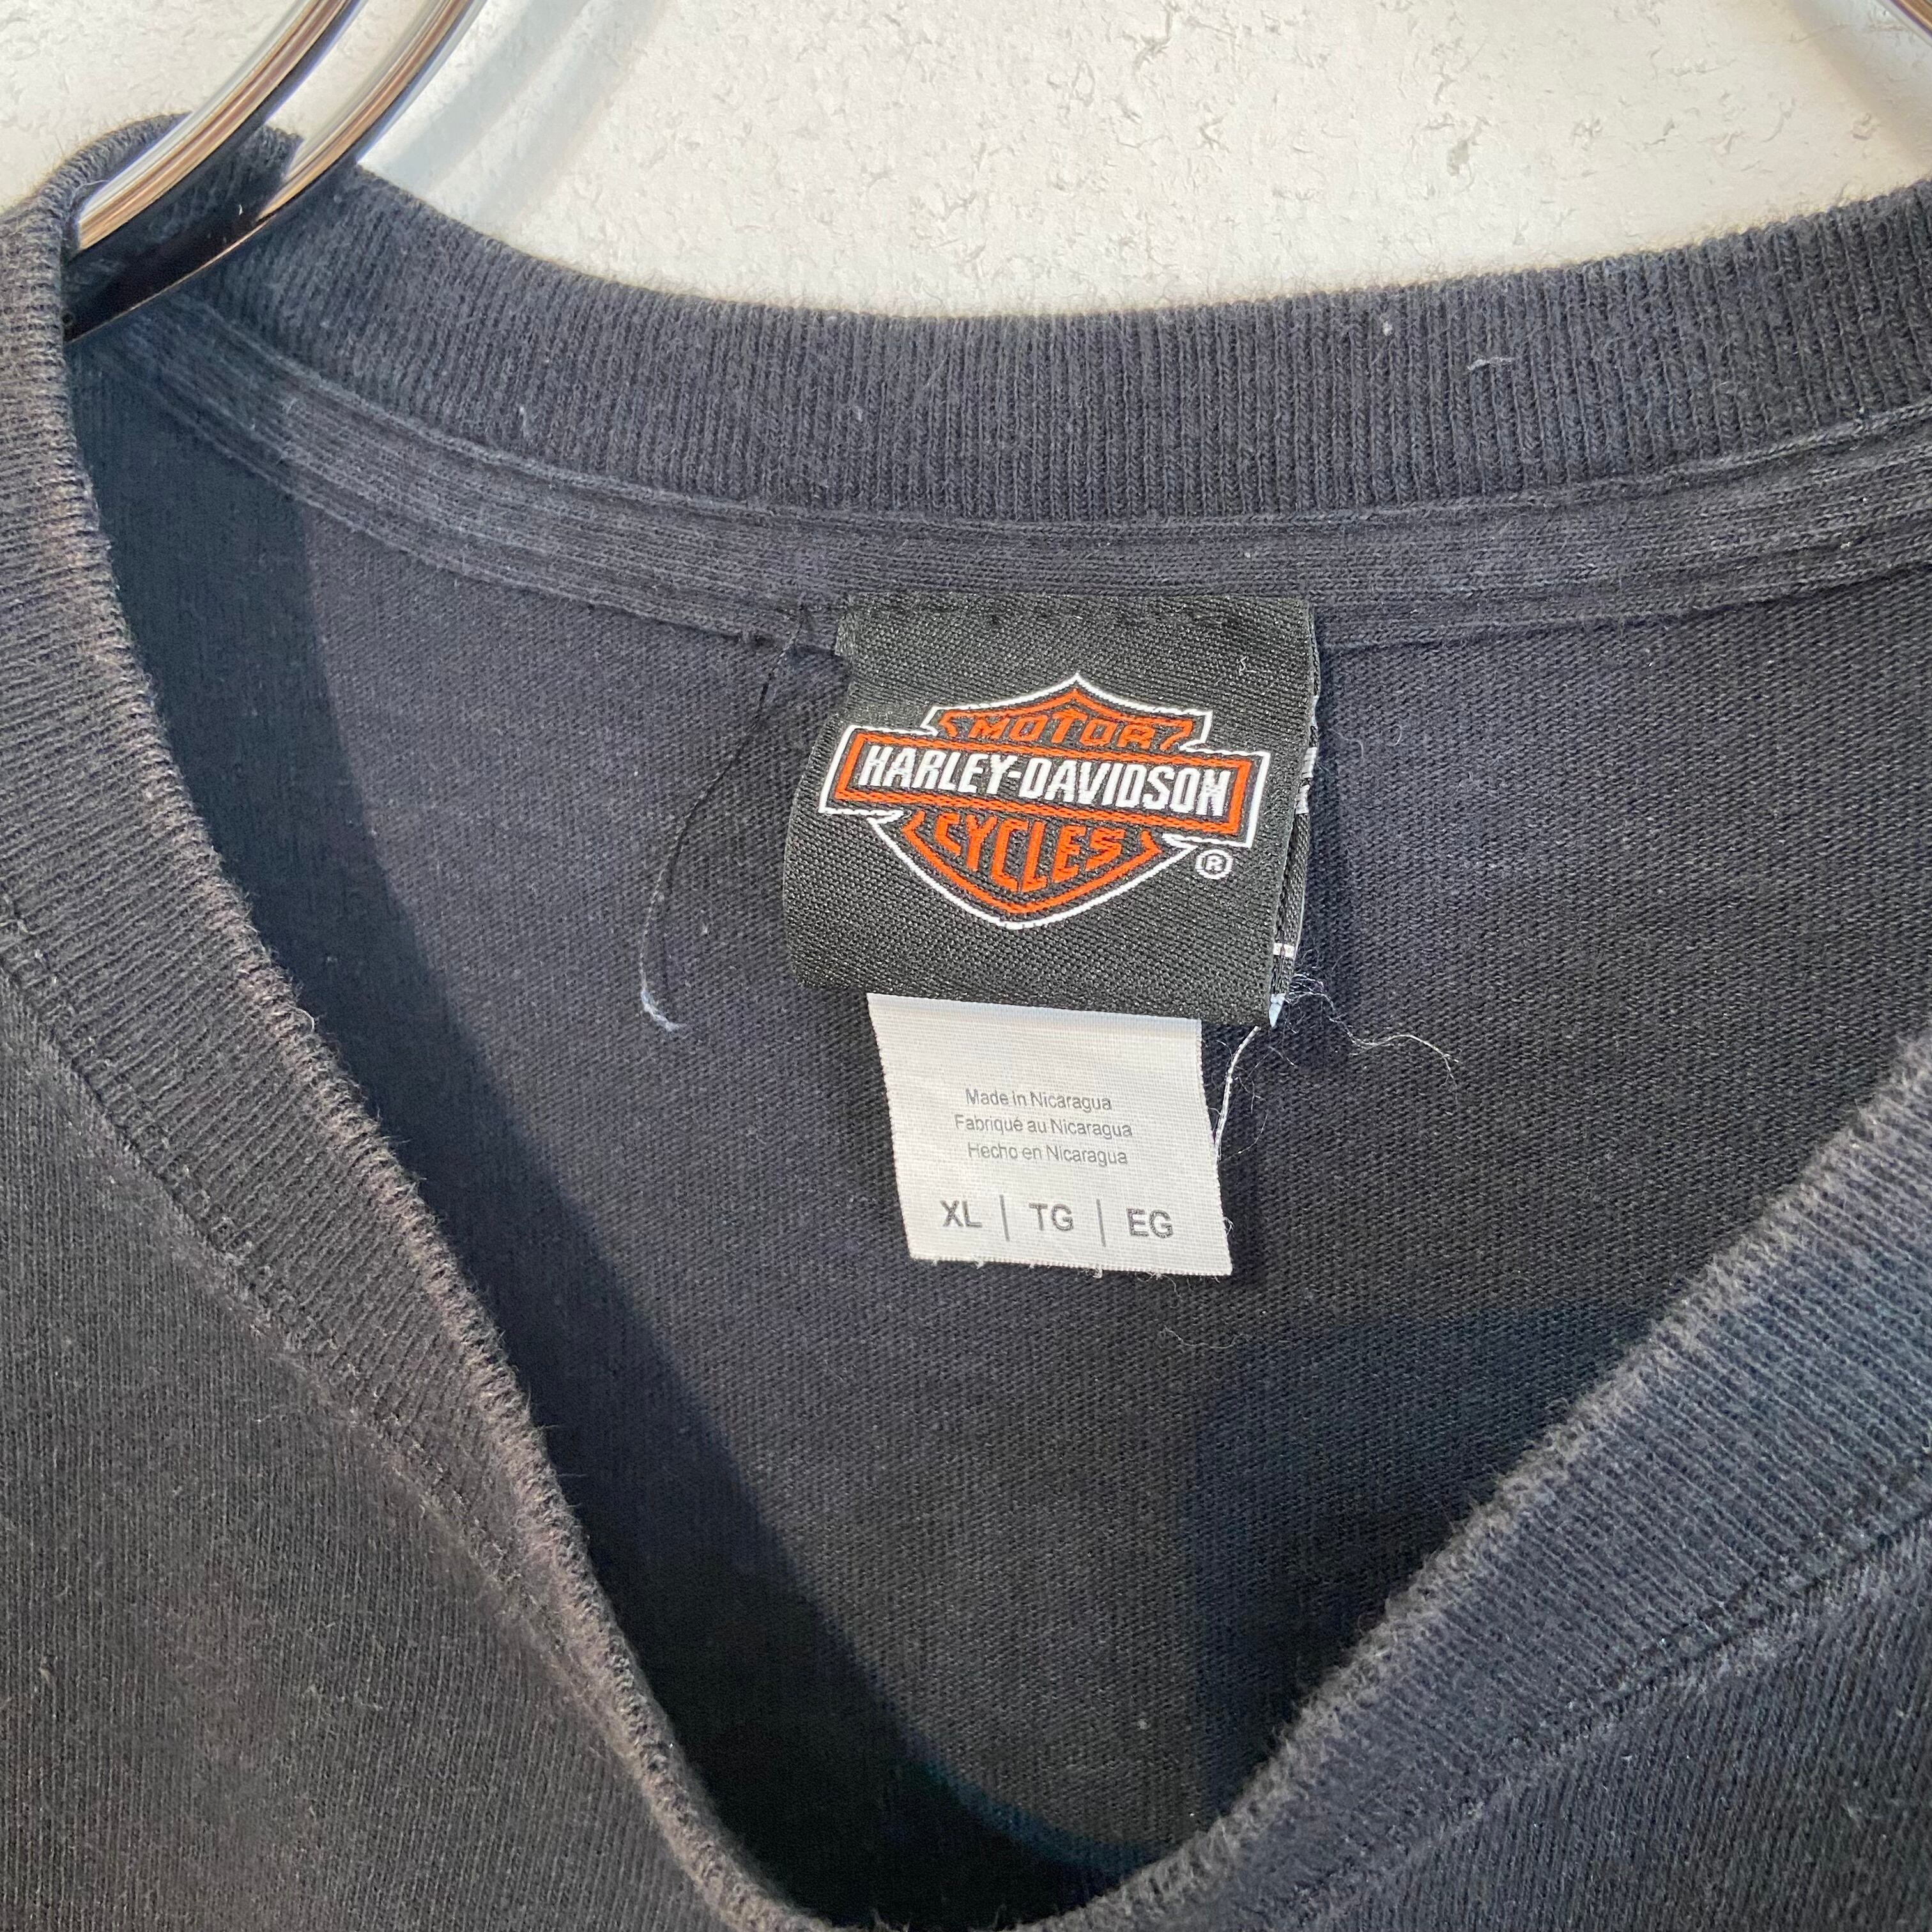 MOTOR
HARLEY-DAVIDSON
CYCLES
®
Made in Nicaragua
Fabriqué au Nicaragua
Hecho en Nicaragua
XL | TG | EG